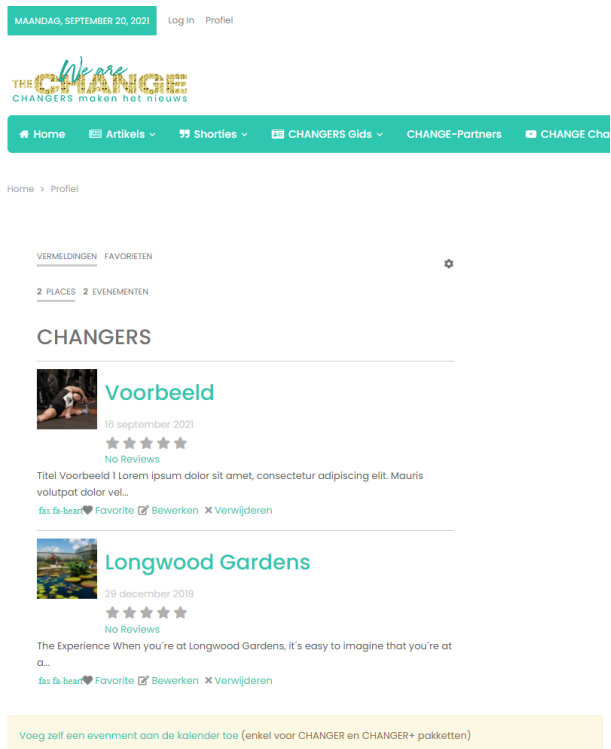 MAANDAG, SEPTEMBER 20, 2021 Log In Profiel
We are
THE CHANGE
CHANGERS maken het nieuws
Home Artikels Shorties CHANGERS Gids CHANGE-Partners CHANGE Cha
Home > Profiel
VERMELDINGEN FAVORIETEN
2 PLACES 2 EVENEMENTEN
CHANGERS
Voorbeeld
16 september 2021
No Reviews
Titel Voorbeeld 1 Lorem ipsum dolor sit amet, consectetur adipiscing elit. Mauris
volutpat dolor vel...
fas fa-heart Favorite Bewerken Verwijderen
Longwood Gardens
29 december 2019
No Reviews
The Experience When you´re at Longwood Gardens, it´s easy to imagine that you´re at
a...
fas fa-heart Favorite Bewerken Verwijderen
Voeg zelf een evenment aan de kalender toe (enkel voor CHANGER en CHANGER+ pakketten)